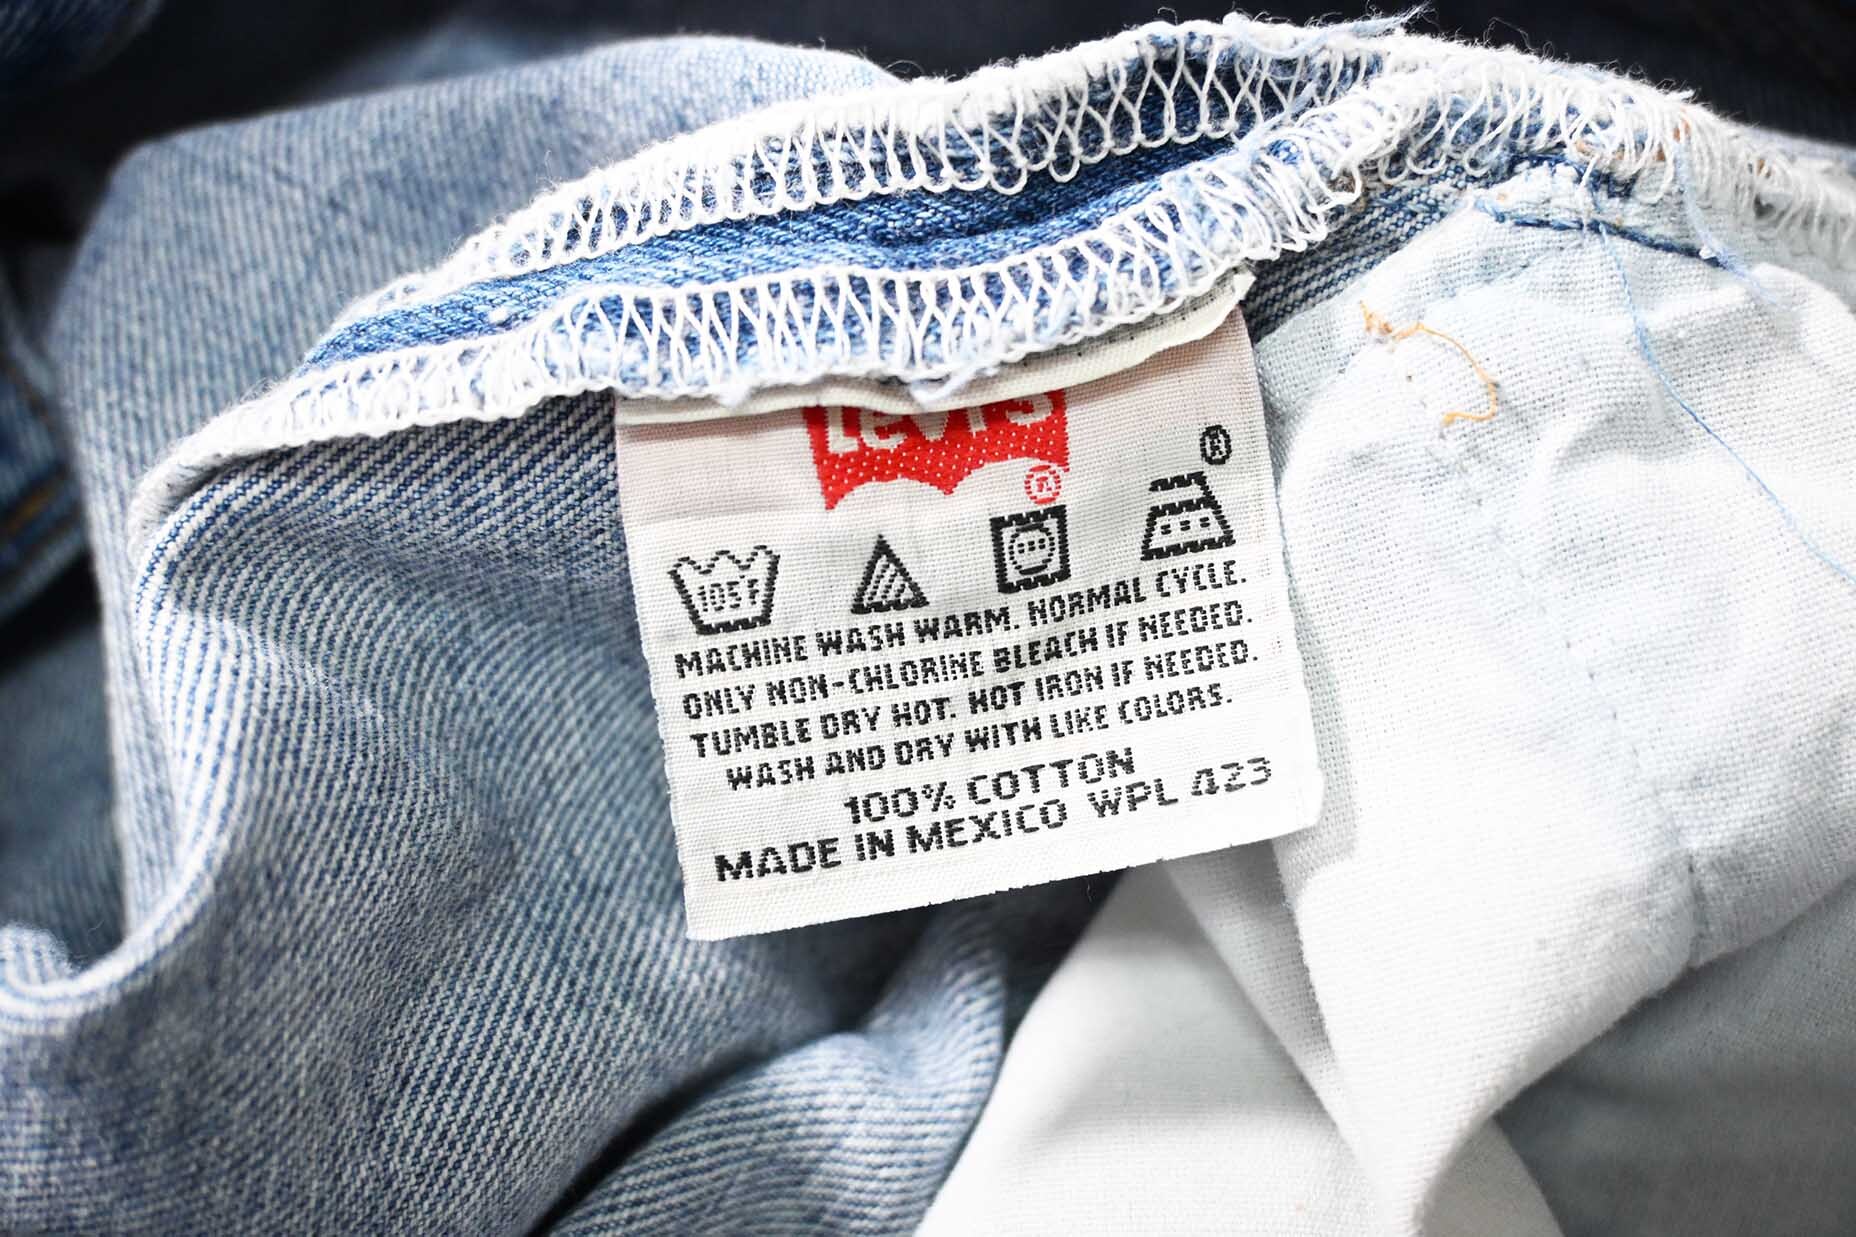 Levi's
®
®
105F
MACHINE WASH WARM. NORMAL CYCLE.
ONLY NON-CHLORINE BLEACH IF NEEDED.
TUMBLE DRY HOT. HOT IRON IF NEEDED.
WASH AND DRY WITH LIKE COLORS.
100% COTTON
MADE IN MEXICO WPL 423